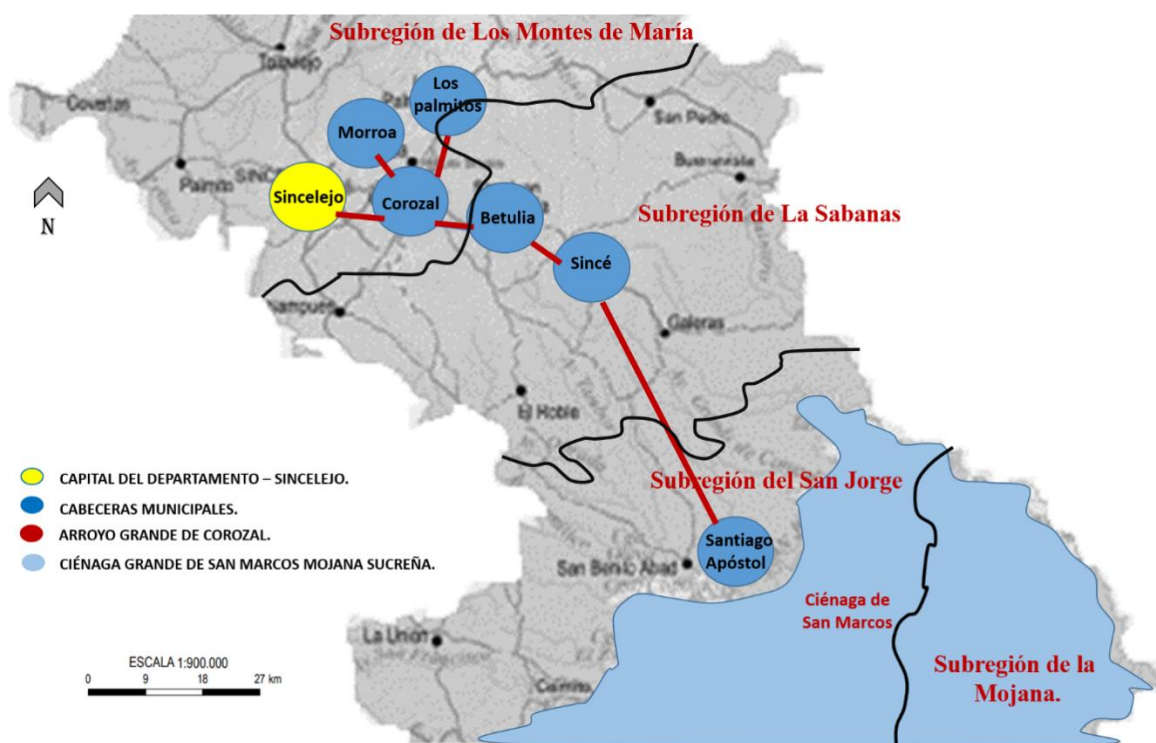 Subregión de Los Montes de María
Coveñas
Los
palmitos
San Pedro
Morroa
Palmito
Sincelejo
Corozal
Betulia
Subregión de La Sabanas
N
Sincé
Galeras
El Roble
CAPITAL DEL DEPARTAMENTO – SINCELEJO.
Subregión del San Jorge
CABECERAS MUNICIPALES.
ARROYO GRANDE DE COROZAL.
Santiago
Apóstol
CIÉNAGA GRANDE DE SAN MARCOS MOJANA SUCREÑA.
San Benito Abad
Ciénaga de
San Marcos
La Unión
ESCALA 1:900.000
Subregión de la
Mojana.
0 9 18 27 km